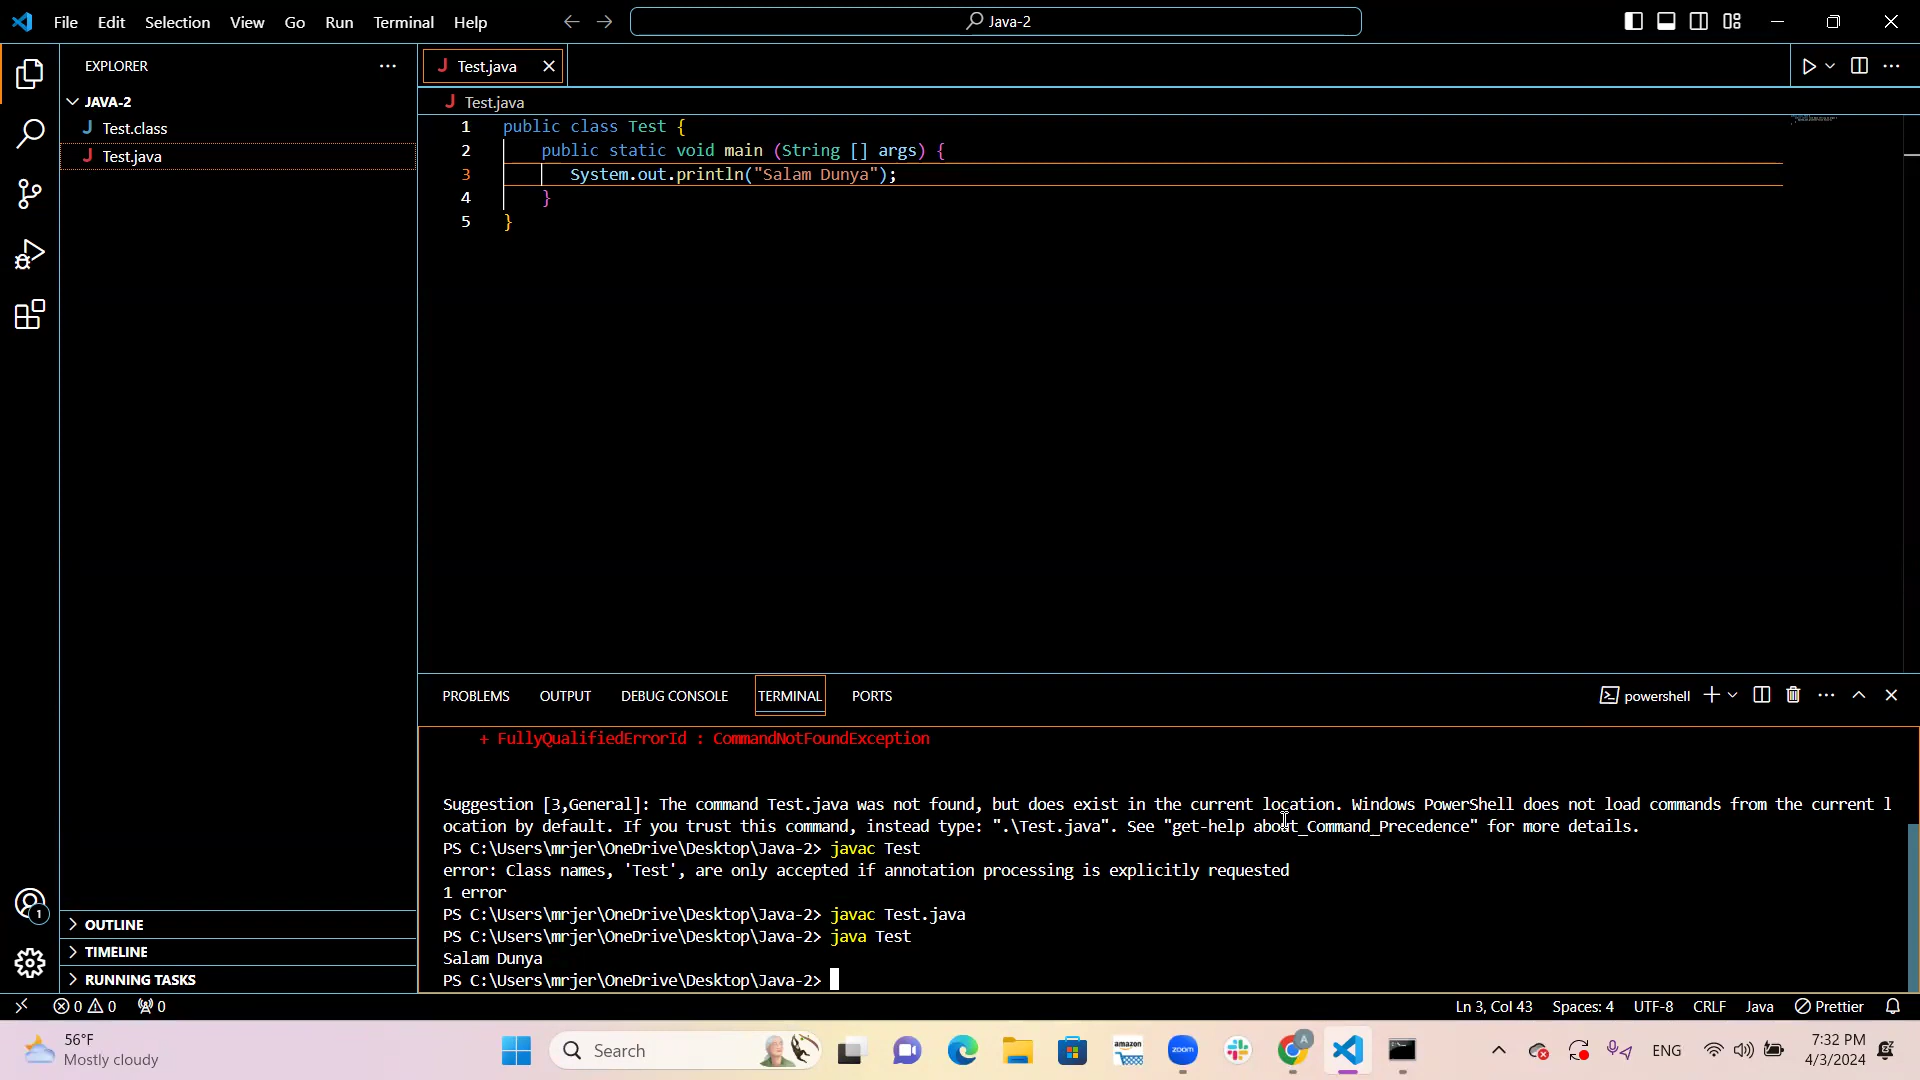 File Edit Selection View Go Run Terminal Help
Java-2
EXPLORER
JAVA-2
Test.class
Test.java
Test.java
Test.java
1 public class Test {
2 public static void main (String [] args) {
3 System.out.println("Salam Dunya");
4 }
5 }
PROBLEMS OUTPUT DEBUG CONSOLE TERMINAL PORTS
powershell
+ FullyQualifiedErrorId : CommandNotFoundException
Suggestion [3,General]: The command Test.java was not found, but does exist in the current location. Windows PowerShell does not load commands from the current l
ocation by default. If you trust this command, instead type: ".\Test.java". See "get-help about_Command_Precedence" for more details.
PS C:\Users\mrjer\OneDrive\Desktop\Java-2> javac Test
error: Class names, 'Test', are only accepted if annotation processing is explicitly requested
1 error
PS C:\Users\mrjer\OneDrive\Desktop\Java-2> javac Test.java
PS C:\Users\mrjer\OneDrive\Desktop\Java-2> java Test
Salam Dunya
PS C:\Users\mrjer\OneDrive\Desktop\Java-2>
OUTLINE
TIMELINE
RUNNING TASKS
1
0 0 0
Ln 3, Col 43 Spaces: 4 UTF-8 CRLF Java Prettier
56°F
Mostly cloudy
Search
amazon
zoom
A
ENG
7:32 PM
4/3/2024